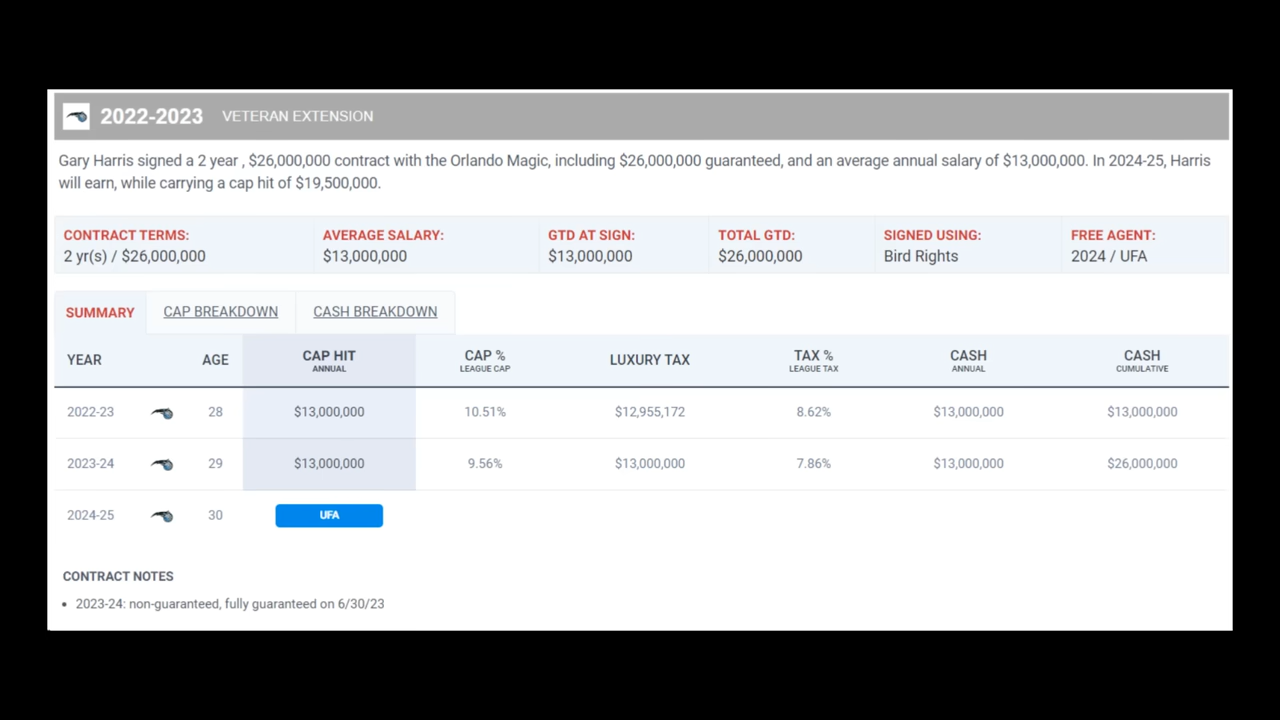 2022-2023 VETERAN EXTENSION
Gary Harris signed a 2 year , $26,000,000 contract with the Orlando Magic, including $26,000,000 guaranteed, and an average annual salary of $13,000,000. In 2024-25, Harris
will earn, while carrying a cap hit of $19,500,000.
CONTRACT TERMS: AVERAGE SALARY: GTD AT SIGN: TOTAL GTD: SIGNED USING: FREE AGENT:
2 yr(s) / $26,000,000 $13,000,000 $13,000,000 $26,000,000 Bird Rights 2024 / UFA
SUMMARY CAP BREAKDOWN CASH BREAKDOWN
YEAR AGE CAP HIT CAP % LUXURY TAX TAX % CASH CASH
ANNUAL LEAGUE CAP LEAGUE TAX ANNUAL CUMULATIVE
2022-23 28 $13,000,000 10.51% $12,955,172 8.62% $13,000,000 $13,000,000
2023-24 29 $13,000,000 9.56% $13,000,000 7.86% $13,000,000 $26,000,000
2024-25 30 UFA
CONTRACT NOTES
• 2023-24: non-guaranteed, fully guaranteed on 6/30/23